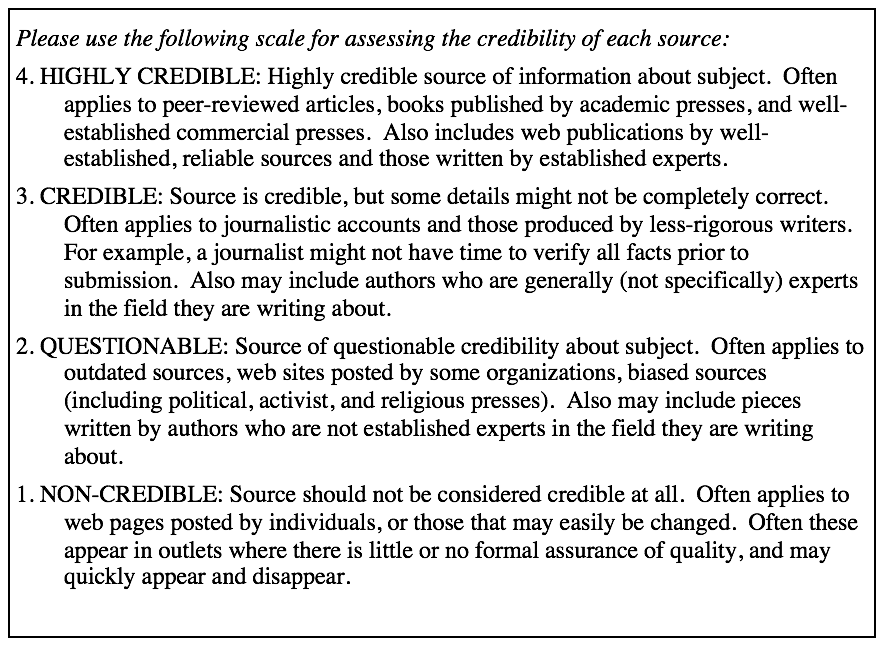 Please use the following scale for assessing the credibility of each source:
4. HIGHLY CREDIBLE: Highly credible source of information about subject.  Often
applies to peer-reviewed articles, books published by academic presses, and well-
established commercial presses.  Also includes web publications by well-
established, reliable sources and those written by established experts.
3. CREDIBLE: Source is credible, but some details might not be completely correct.
Often applies to journalistic accounts and those produced by less-rigorous writers.
For example, a journalist might not have time to verify all facts prior to
submission.  Also may include authors who are generally (not specifically) experts
in the field they are writing about.
2. QUESTIONABLE: Source of questionable credibility about subject.  Often applies to
outdated sources, web sites posted by some organizations, biased sources
(including political, activist, and religious presses).  Also may include pieces
written by authors who are not established experts in the field they are writing
about.
1. NON-CREDIBLE: Source should not be considered credible at all.  Often applies to
web pages posted by individuals, or those that may easily be changed.  Often these
appear in outlets where there is little or no formal assurance of quality, and may
quickly appear and disappear.